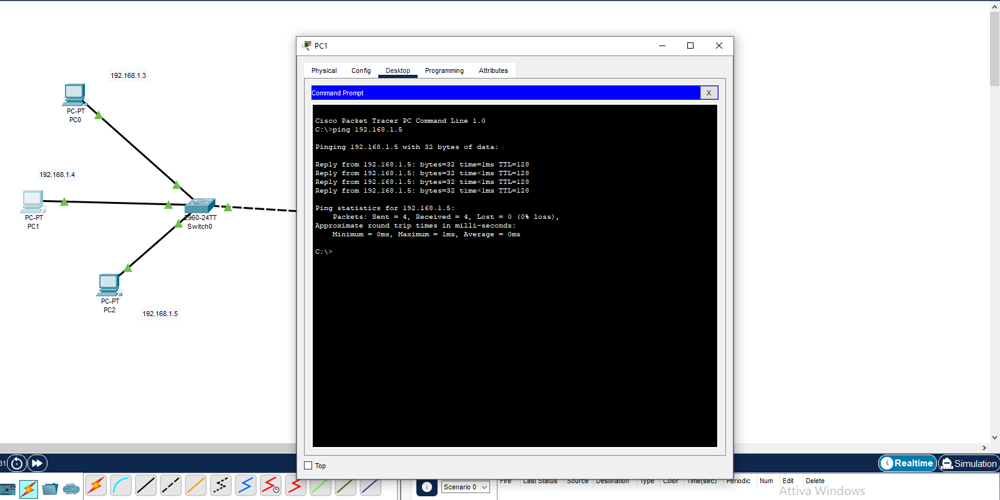 192.168.1.3
PC-PT
PC0
192.168.1.4
PC-PT
PC1
2960-24TT
Switch0
PC-PT
PC2
192.168.1.5
PC1
Physical Config Desktop Programming Attributes
Command Prompt X
Cisco Packet Tracer PC Command Line 1.0
C:\>ping 192.168.1.5
Pinging 192.168.1.5 with 32 bytes of data:
Reply from 192.168.1.5: bytes=32 time=1ms TTL=128
Reply from 192.168.1.5: bytes=32 time<1ms TTL=128
Reply from 192.168.1.5: bytes=32 time<1ms TTL=128
Reply from 192.168.1.5: bytes=32 time<1ms TTL=128
Ping statistics for 192.168.1.5:
Packets: Sent = 4, Received = 4, Lost = 0 (0% loss),
Approximate round trip times in milli-seconds:
Minimum = 0ms, Maximum = 1ms, Average = 0ms
C:\>
Top
31
Realtime Simulation
Scenario 0
Fire Last Status Source Destination Type Color Time(sec) Periodic Num Edit Delete
Attiva Windows